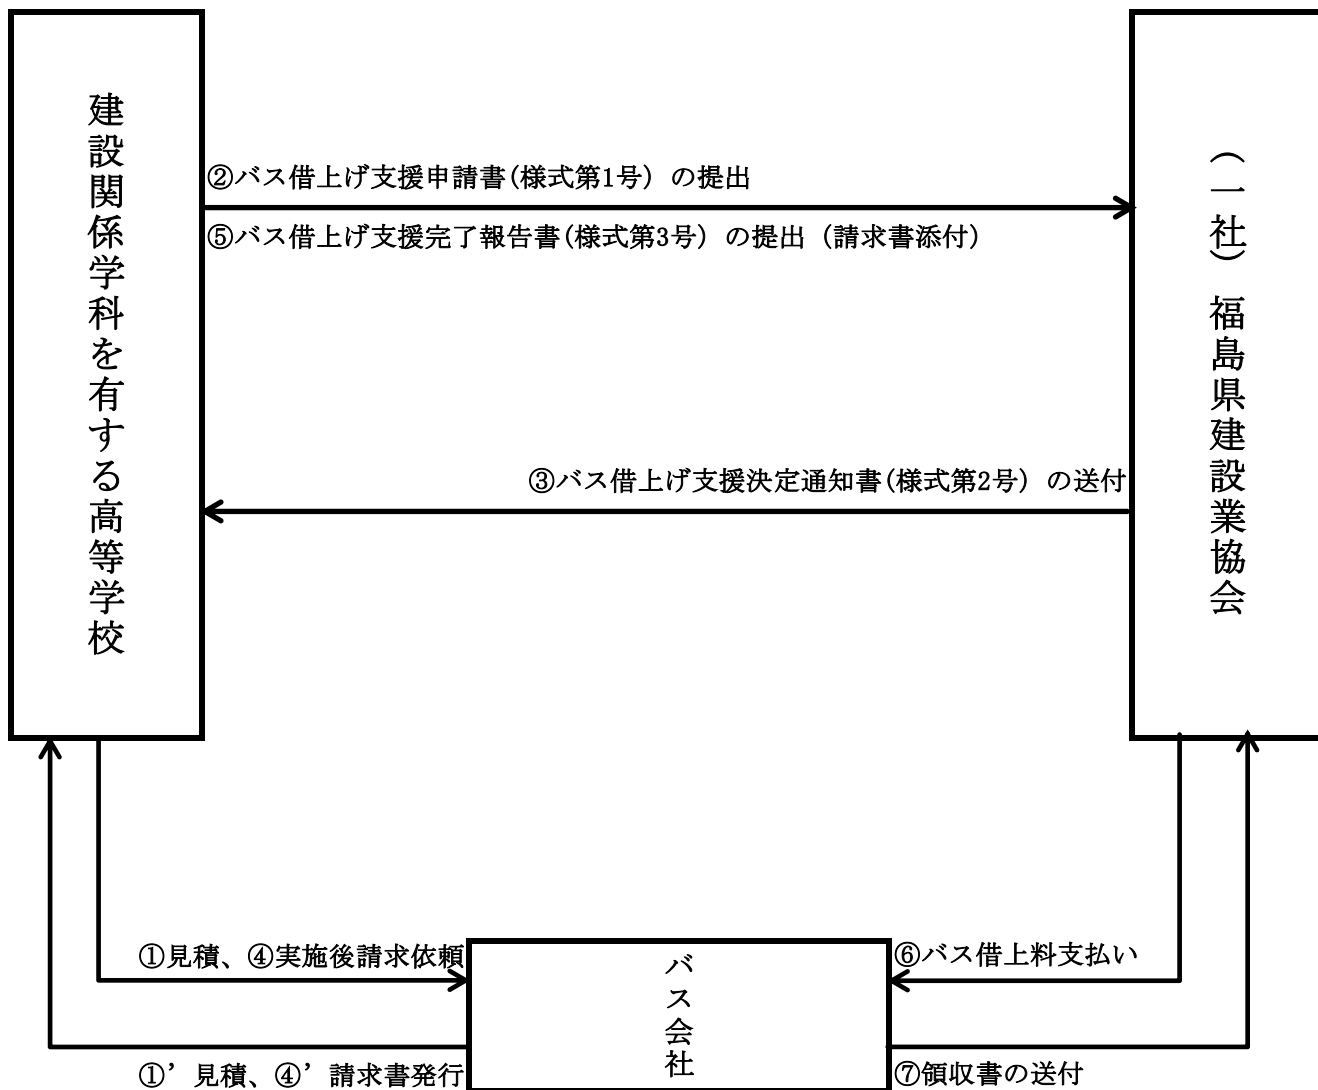 建設関係学科を有する高等学校
②バス借上げ支援申請書(様式第1号) の提出
⑤バス借上げ支援完了報告書(様式第3号) の提出 (請求書添付)
③バス借上げ支援決定通知書(様式第2号) の送付
(一社) 福島県建設業協会
①見積、④実施後請求依頼
①’見積、④’請求書発行
バス会社
⑥バス借上料支払い
⑦領収書の送付